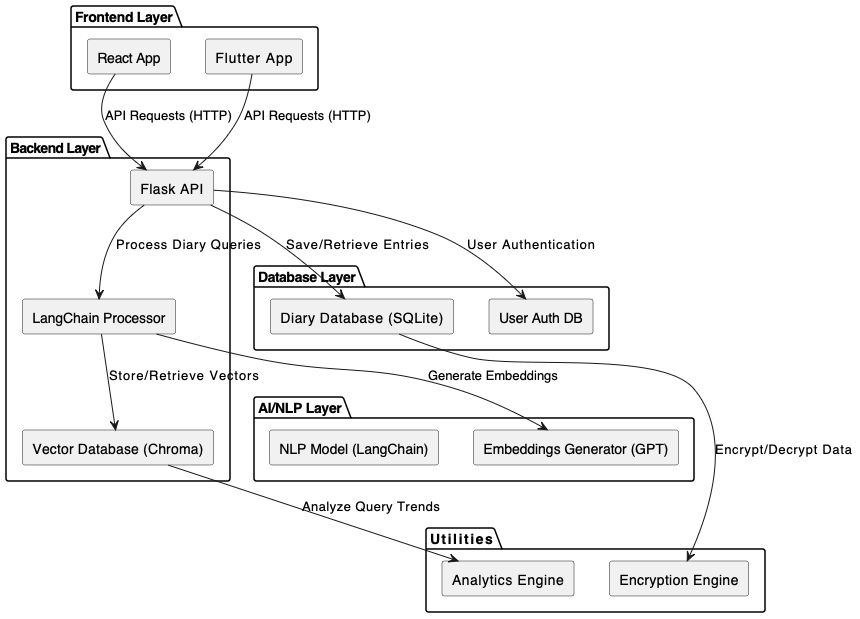 Frontend Layer
React App
Flutter App
API Requests (HTTP)
API Requests (HTTP)
Backend Layer
Flask API
Process Diary Queries
Save/Retrieve Entries
User Authentication
Database Layer
LangChain Processor
Diary Database (SQLite)
User Auth DB
Store/Retrieve Vectors
Generate Embeddings
AI/NLP Layer
Vector Database (Chroma)
NLP Model (LangChain)
Embeddings Generator (GPT)
Encrypt/Decrypt Data
Analyze Query Trends
Utilities
Analytics Engine
Encryption Engine